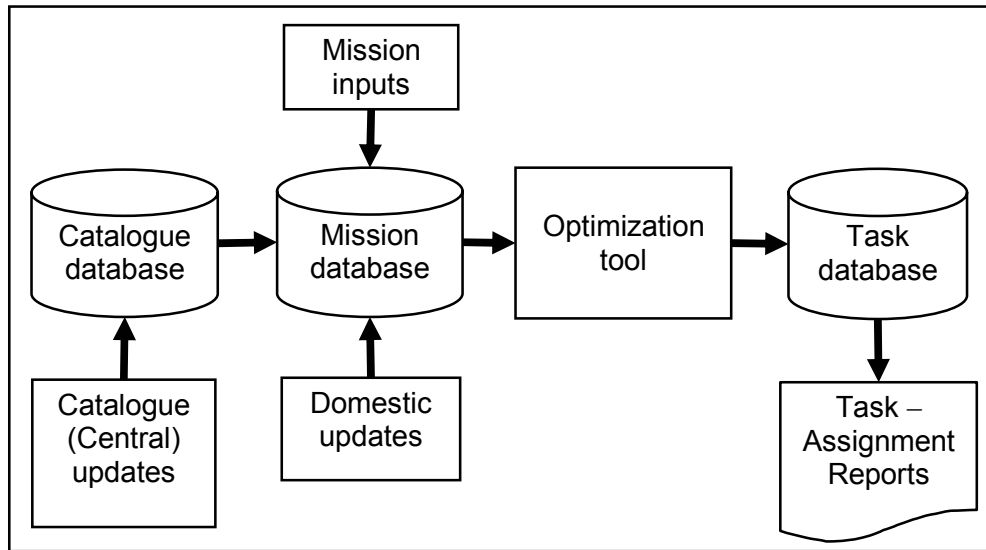 Mission
inputs
Catalogue
database
Mission
database
Optimization
tool
Task
database
Catalogue
(Central)
updates
Domestic
updates
Task –
Assignment
Reports